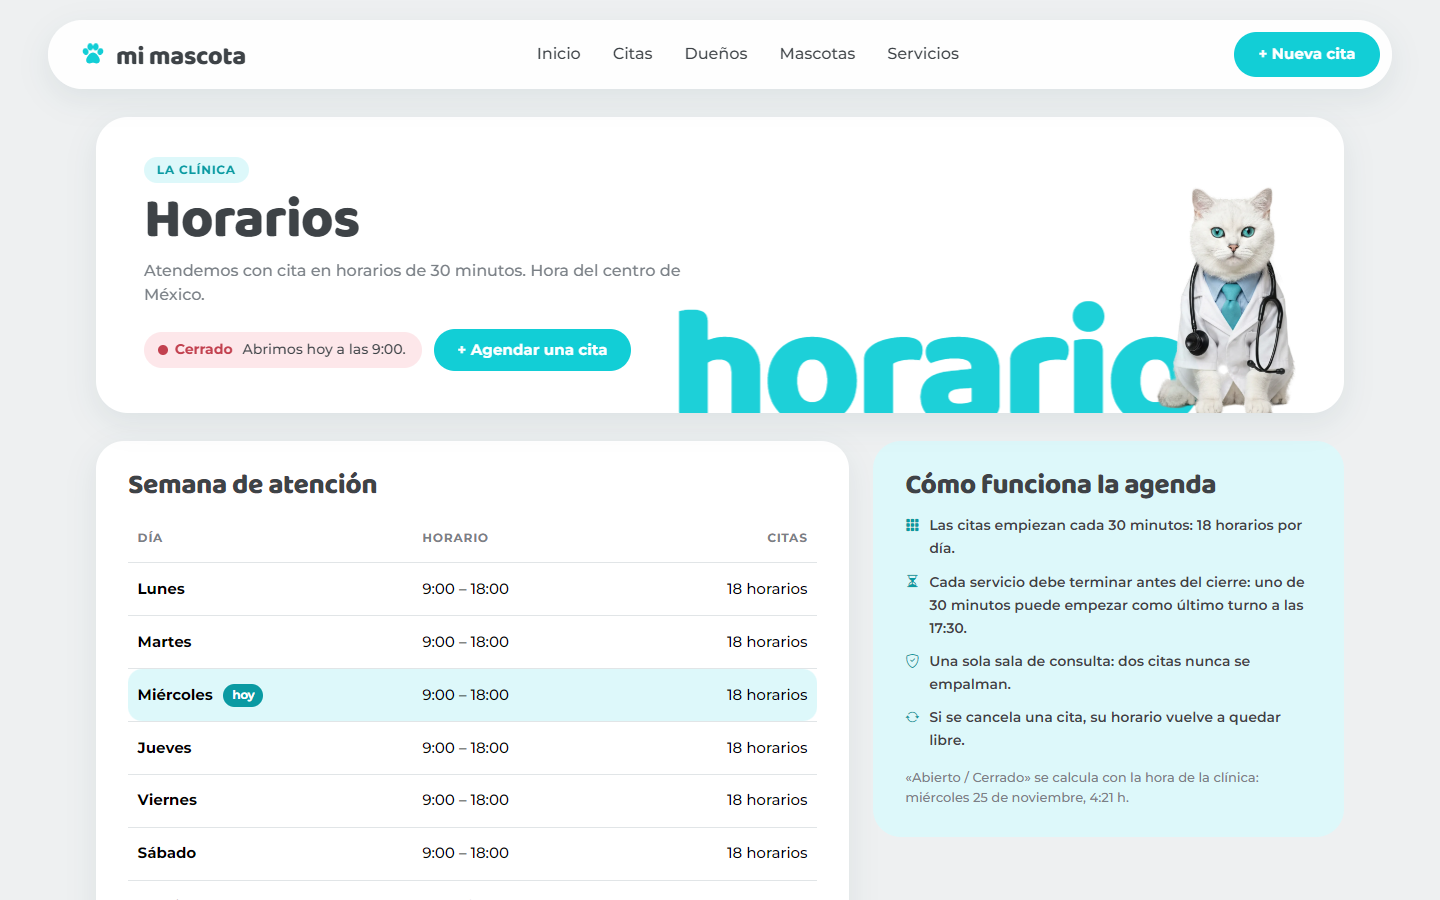 mi mascota
Inicio
Citas
Dueños
Mascotas
Servicios
+ Nueva cita
LA CLÍNICA
Horarios
Atendemos con cita en horarios de 30 minutos. Hora del centro de
México.
Cerrado Abrimos hoy a las 9:00.
+ Agendar una cita
horario
Semana de atención
DÍA HORARIO CITAS
Lunes 9:00 – 18:00 18 horarios
Martes 9:00 – 18:00 18 horarios
Miércoles hoy 9:00 – 18:00 18 horarios
Jueves 9:00 – 18:00 18 horarios
Viernes 9:00 – 18:00 18 horarios
Sábado 9:00 – 18:00 18 horarios
Cómo funciona la agenda
Las citas empiezan cada 30 minutos: 18 horarios por
día.
Cada servicio debe terminar antes del cierre: uno de
30 minutos puede empezar como último turno a las
17:30.
Una sola sala de consulta: dos citas nunca se
empalman.
Si se cancela una cita, su horario vuelve a quedar
libre.
«Abierto / Cerrado» se calcula con la hora de la clínica:
miércoles 25 de noviembre, 4:21 h.